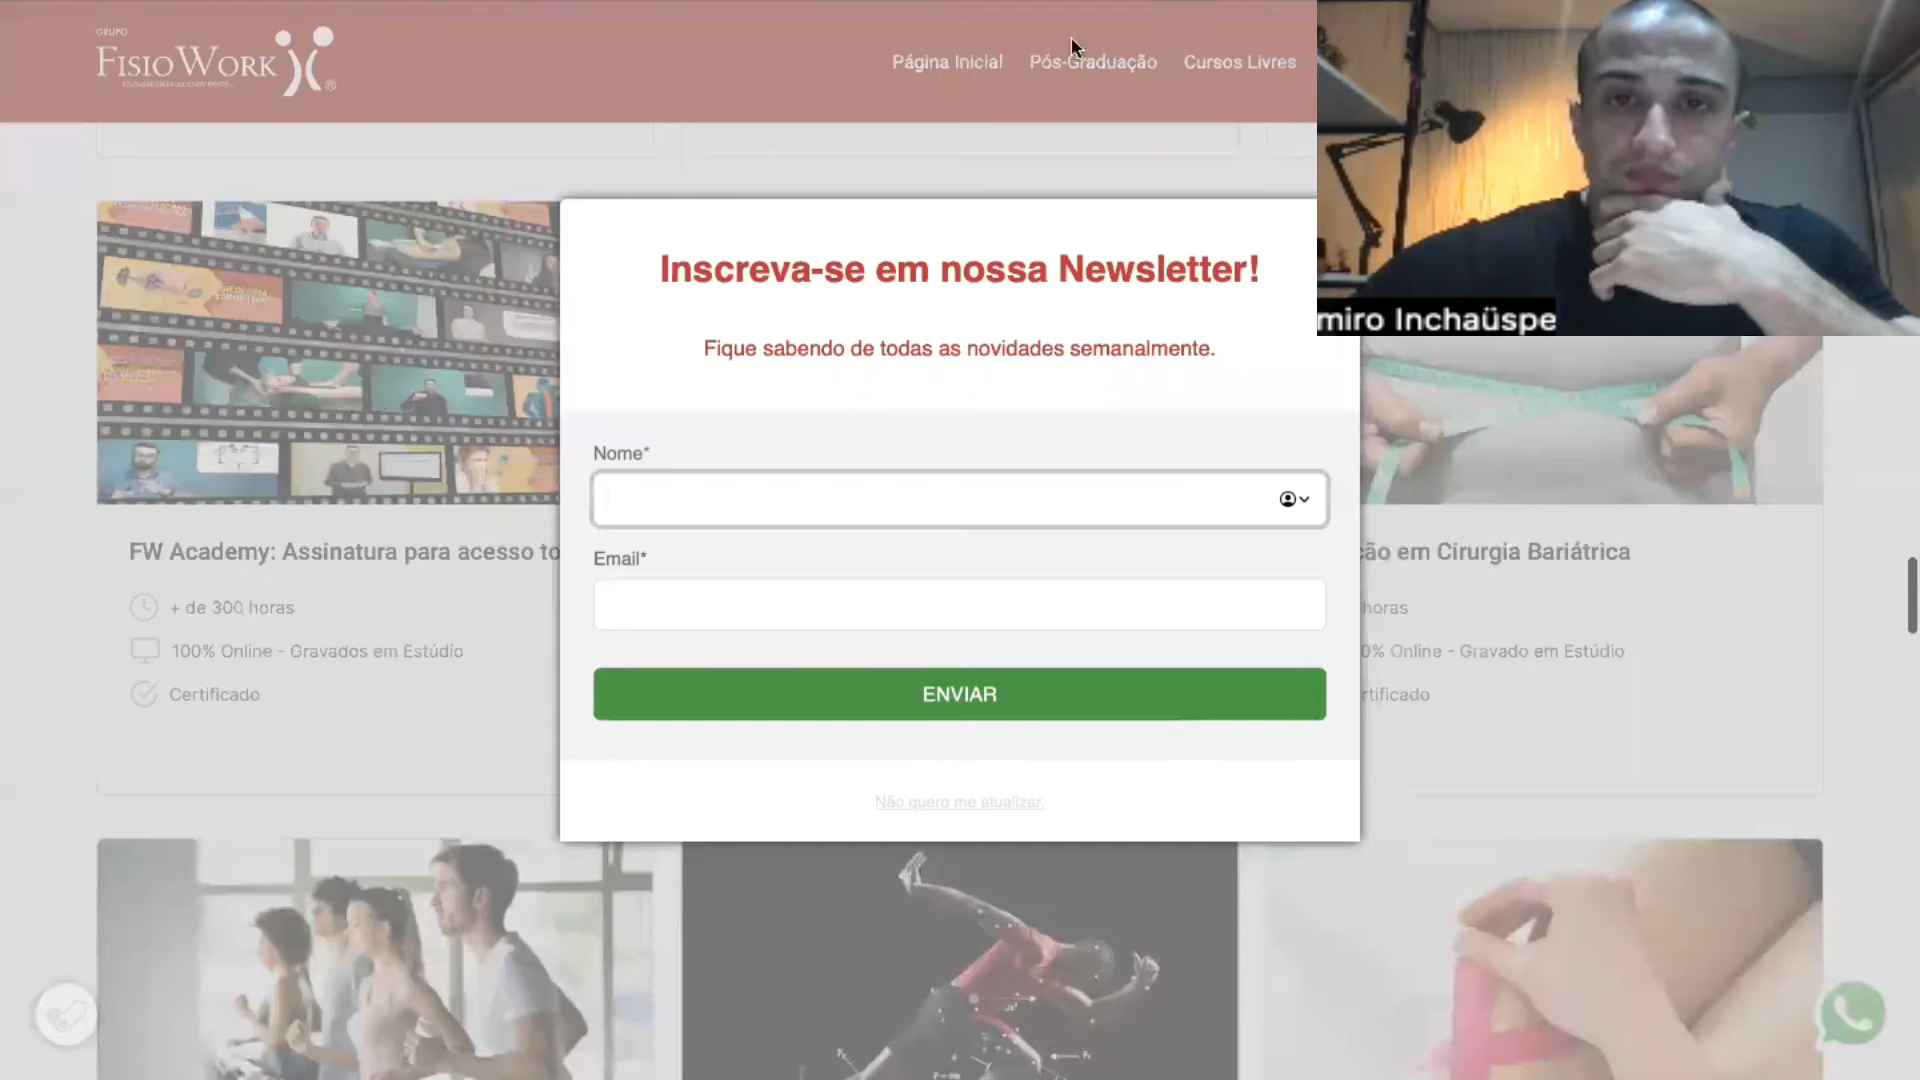 GRUPO
FISIOWORK
®
Página Inicial
Pós-Graduação
Cursos Livres
miro Inchaüspe
Inscreva-se em nossa Newsletter!
Fique sabendo de todas as novidades semanalmente.
Nome*
Email*
ENVIAR
Não quero me atualizar.
FW Academy: Assinatura para acesso to
+ de 300 horas
100% Online - Gravados em Estúdio
Certificado
ção em Cirurgia Bariátrica
horas
0% Online - Gravado em Estúdio
rtificado